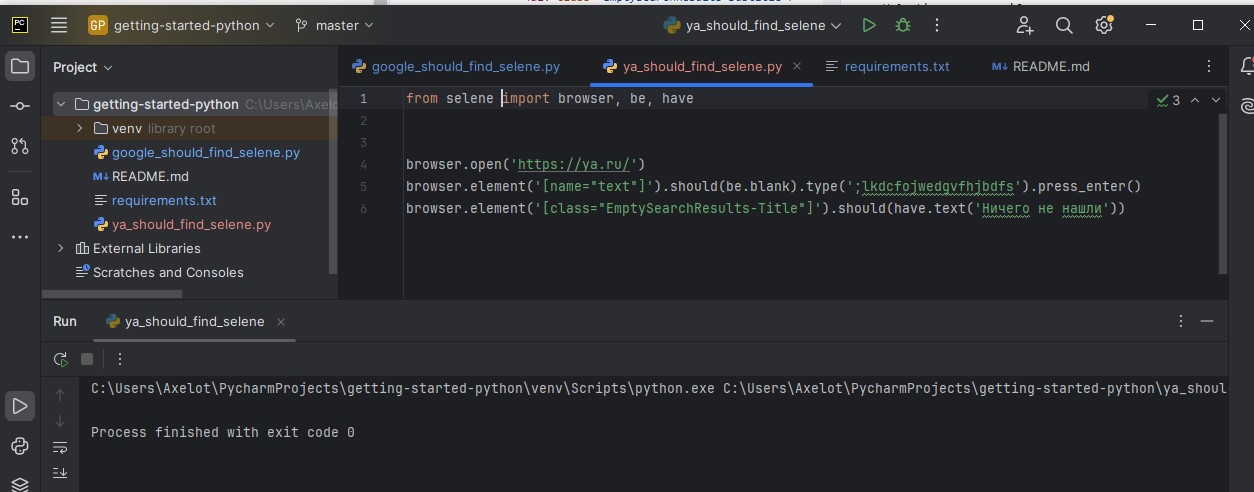 PC
GP getting-started-python master ya_should_find_selene
Project
getting-started-python C:\Users\Axelo
venv library root
google_should_find_selene.py
M↓ README.md
requirements.txt
ya_should_find_selene.py
External Libraries
Scratches and Consoles
google_should_find_selene.py ya_should_find_selene.py requirements.txt M↓ README.md
1 from selene import browser, be, have
3
2
3
4 browser.open('https://ya.ru/')
5 browser.element('[name="text"]').should(be.blank).type(';lkdcfojwedgvfhjbdfs').press_enter()
6 browser.element('[class="EmptySearchResults-Title"]').should(have.text('Ничего не нашли'))
Run ya_should_find_selene
C:\Users\Axelot\PycharmProjects\getting-started-python\venv\Scripts\python.exe C:\Users\Axelot\PycharmProjects\getting-started-python\ya_shoul
Process finished with exit code 0